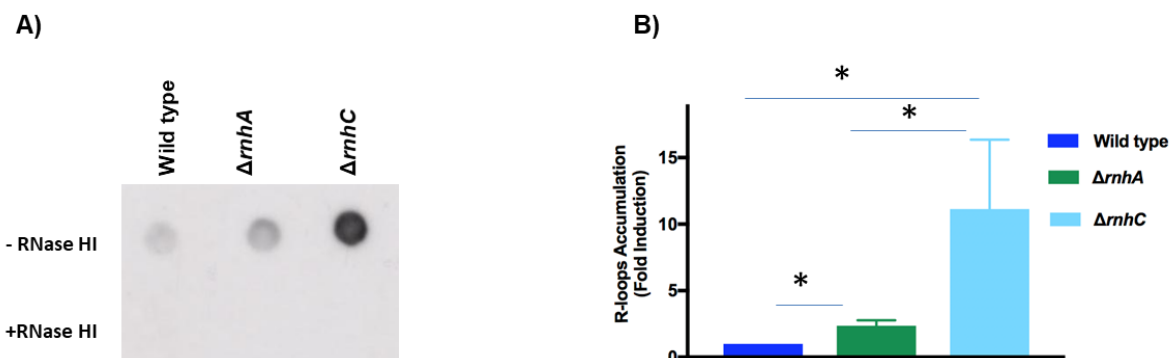 A)
Wild type
ΔrnhA
ΔrnhC
- RNase HI
+RNase HI
B)
*
*
*
R-loops Accumulation
(Fold Induction)
15
10
5
0
Wild type
ΔrnhA
ΔrnhC